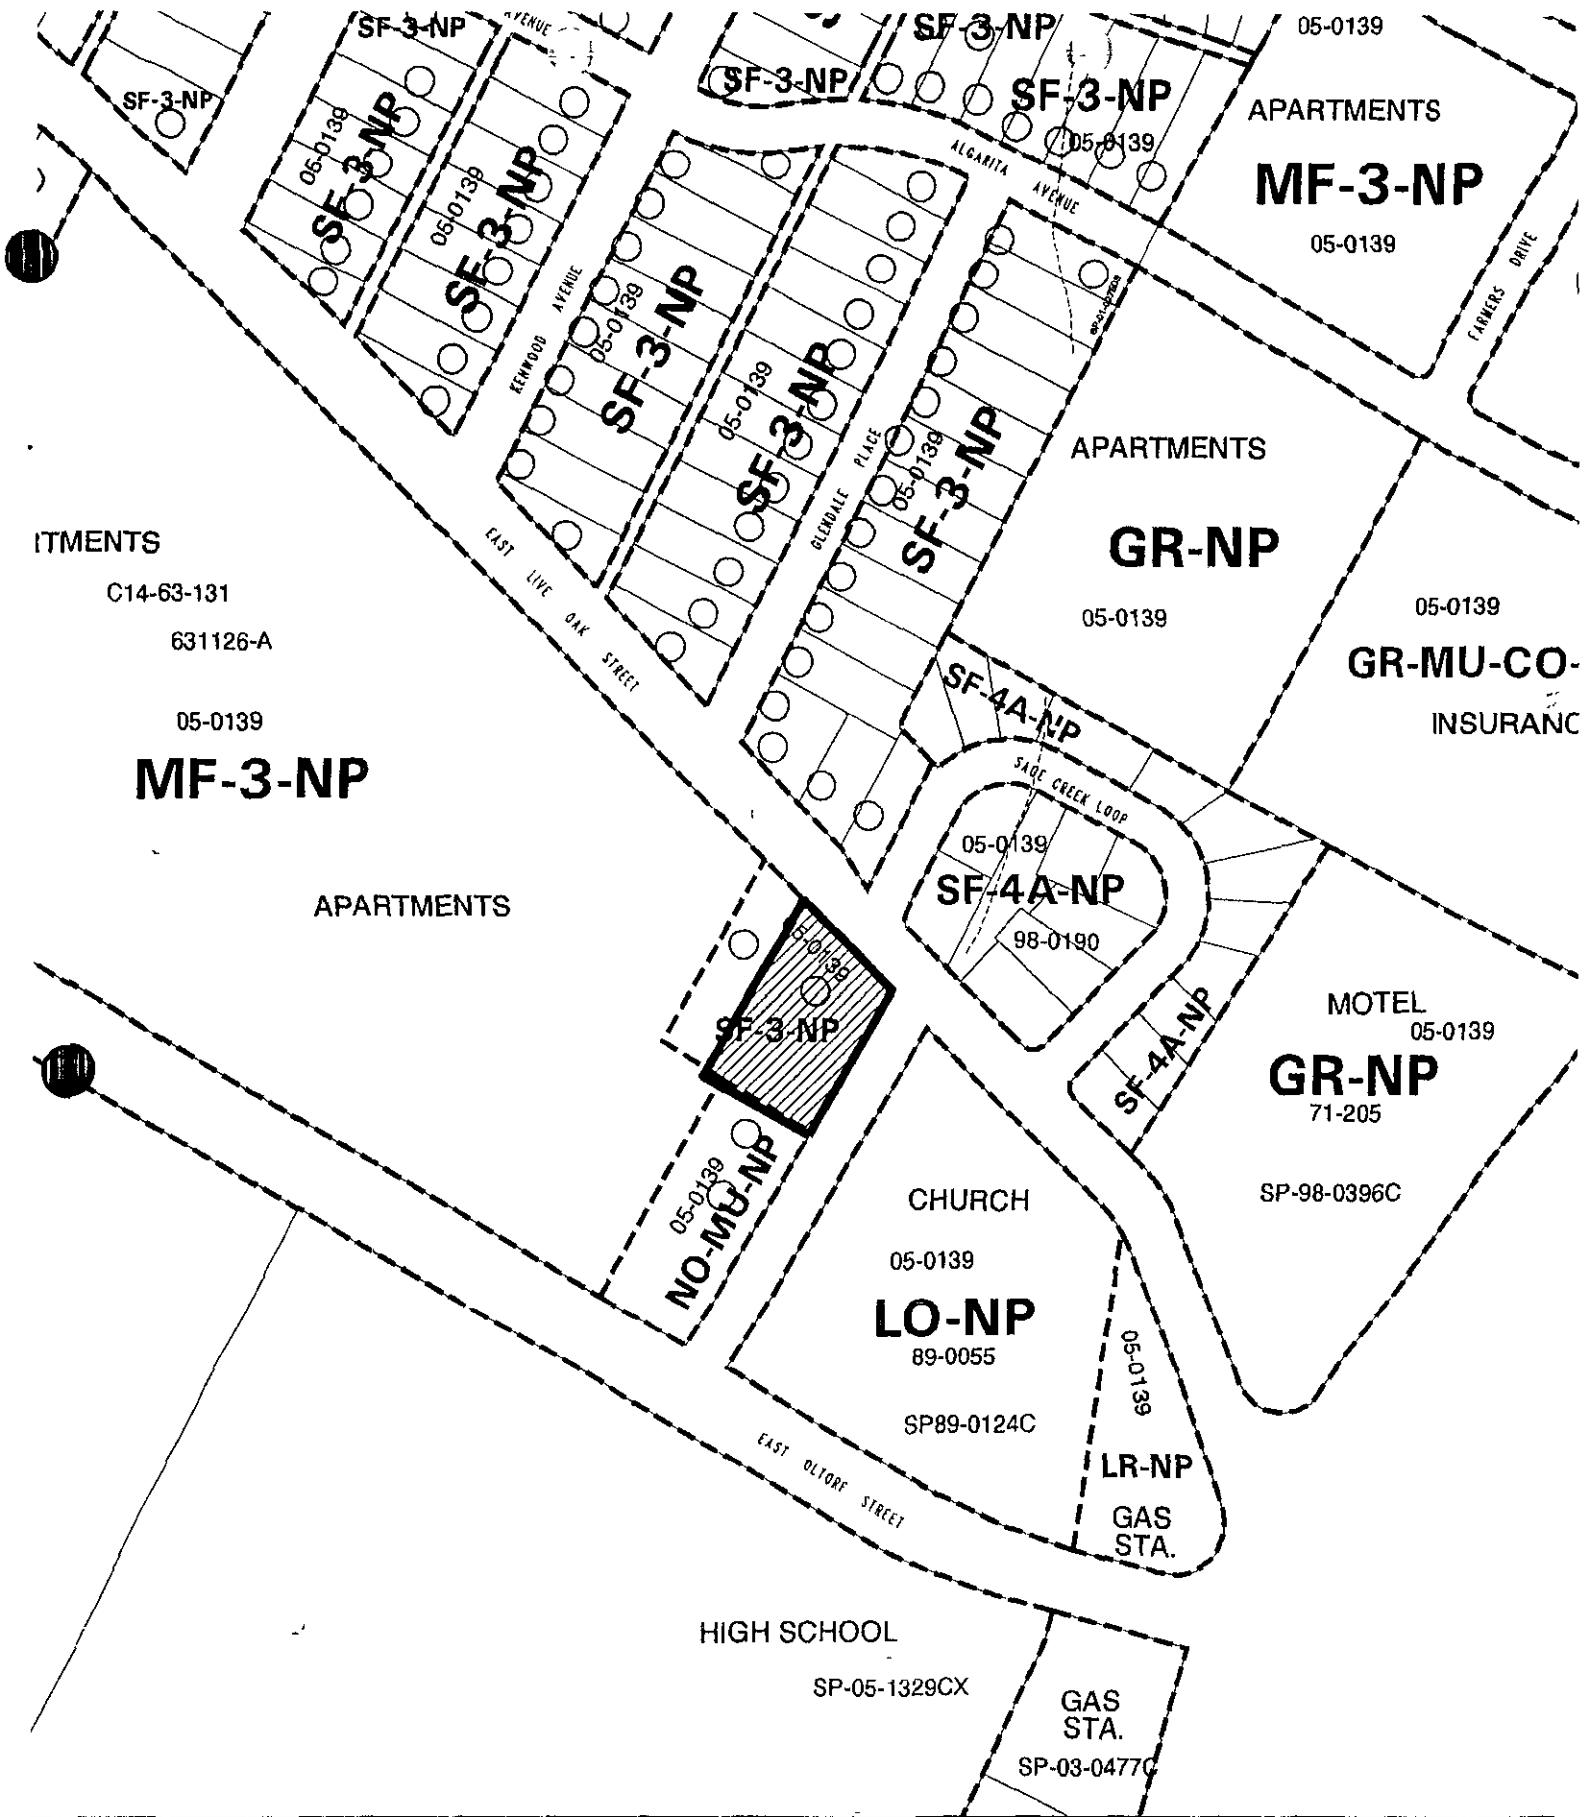 SF-3-NP
AVENUE
SF-3-NP
05-0139
SF-3-NP
SF-3-NP
SF-3-NP
05-0139
APARTMENTS
MF-3-NP
05-0139
ALGARITA AVENUE
FARMERS DRIVE
SF-3-NP
05-0139
SF-3-NP
05-0139
SF-3-NP
KENWOOD AVENUE
05-0139
SF-3-NP
05-0139
SF-3-NP
GLENDALE PLACE
05-0139
SF-3-NP
APARTMENTS
GR-NP
05-0139
05-0139
GR-MU-CO-
INSURANC
ITMENTS
C14-63-131
631126-A
05-0139
MF-3-NP
APARTMENTS
EAST LIVE OAK STREET
SF-4A-NP
SAGE CREEK LOOP
05-0139
SF-4A-NP
98-0190
SF-4A-NP
MOTEL
05-0139
GR-NP
71-205
SP-98-0396C
5-0139
SF-3-NP
05-0139
NO-MU-NP
CHURCH
05-0139
LO-NP
89-0055
SP89-0124C
05-0139
LR-NP
GAS
STA.
EAST OLTORF STREET
HIGH SCHOOL
SP-05-1329CX
GAS
STA.
SP-03-0477C